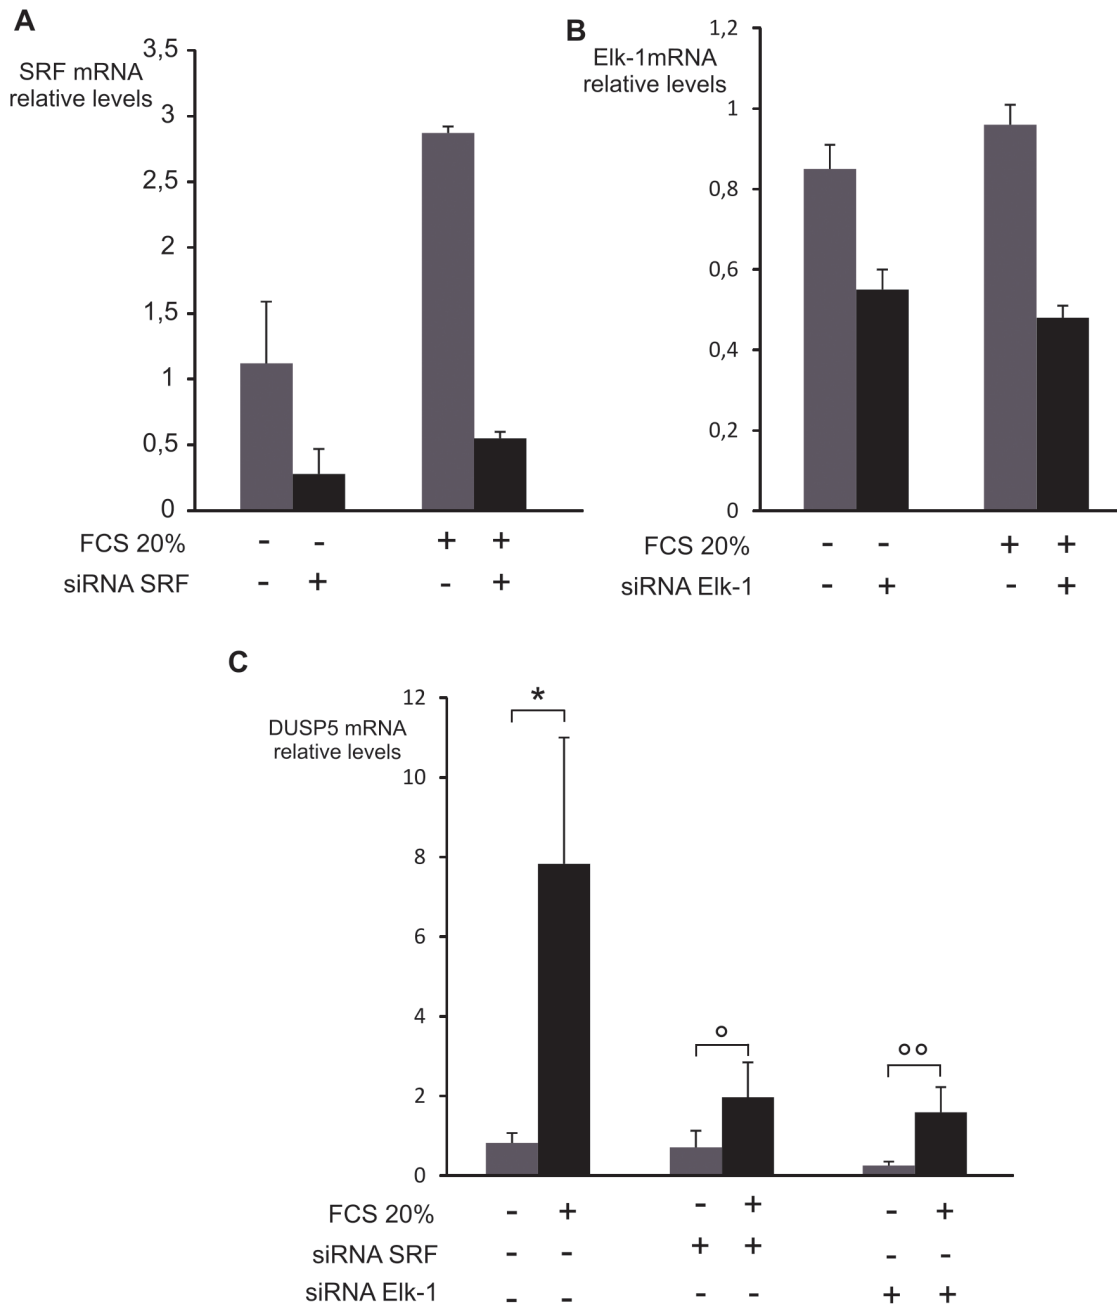 A
SRF mRNA
relative levels
3,5
3
2,5
2
1,5
1
0,5
0
FCS 20% - - + +
siRNA SRF - + - +
B
Elk-1mRNA
relative levels
1,2
1
0,8
0,6
0,4
0,2
0
FCS 20% - - + +
siRNA Elk-1 - + - +
C
DUSP5 mRNA
relative levels
12
10
8
6
4
2
0
*
°
°°
FCS 20% - + - + - +
siRNA SRF - - + + - -
siRNA Elk-1 - - - - + +